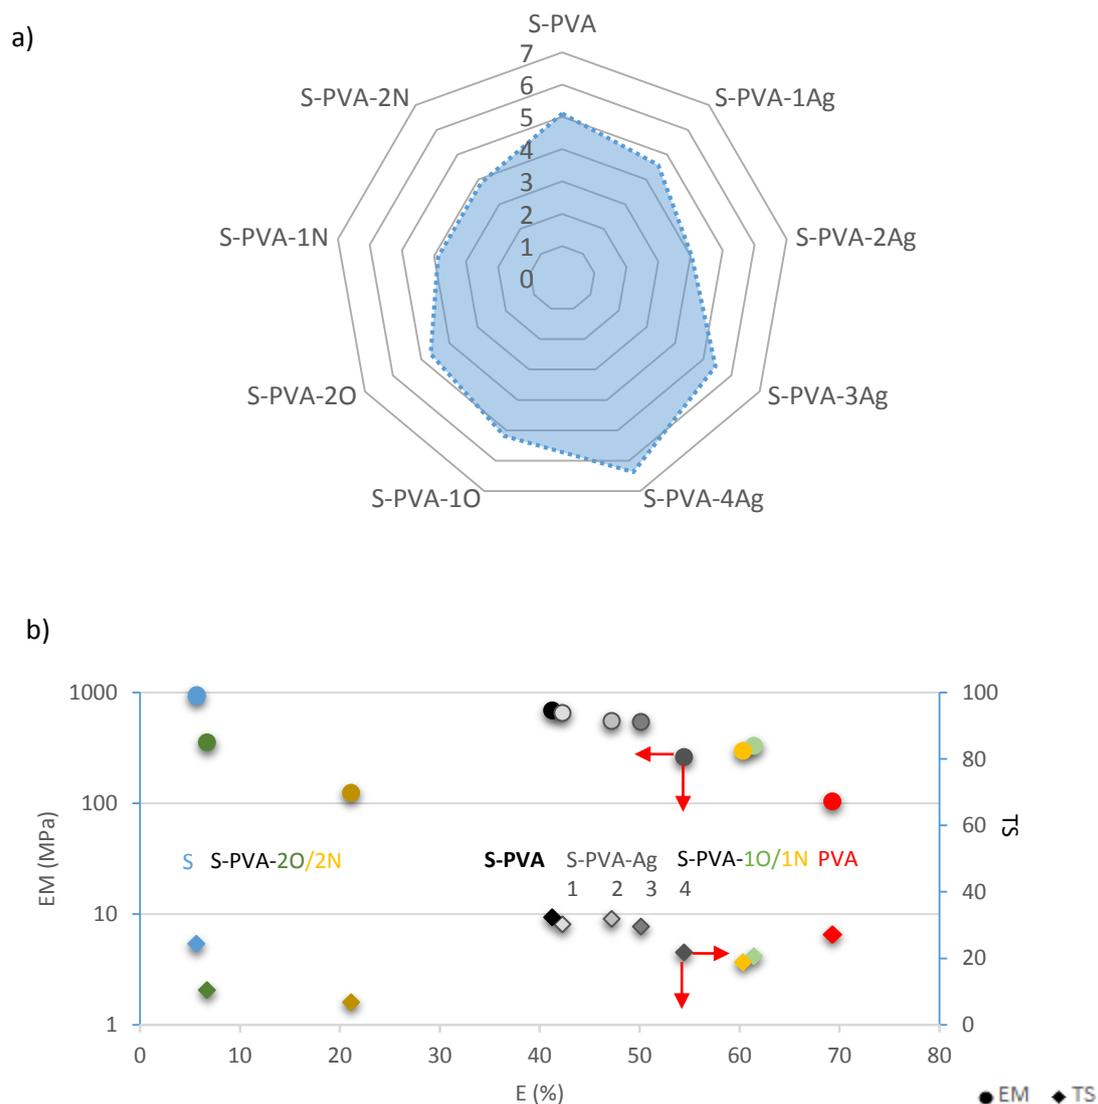 a)
S-PVA
7
S-PVA-2N
6
S-PVA-1Ag
5
4
3
2
S-PVA-1N
S-PVA-2Ag
1
0
S-PVA-2O
S-PVA-3Ag
S-PVA-1O
S-PVA-4Ag
b)
1000
100
80
100
60
EM (MPa)
TS
S S-PVA-2O/2N S-PVA S-PVA-Ag S-PVA-1O/1N PVA
1 2 3 4
40
10
20
1
0
0 10 20 30 40 50 60 70 80
E (%)
EM TS